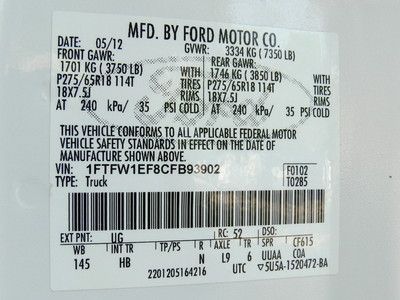 MFD. BY FORD MOTOR CO.
DATE: 05/12 GVWR: 3334 KG ( 7350 LB)
FRONT GAWR: REAR GAWR:
1701 KG ( 3750 LB) 1746 KG ( 3850 LB)
P275/65R18 114T P275/65R18 114T
TIRES TIRES
18X7.5J RIMS 18X7.5J RIMS
AT 240 kPa/ 35 PSI COLD AT 240 kPa/ 35 PSI COLD
THIS VEHICLE CONFORMS TO ALL APPLICABLE FEDERAL MOTOR
VEHICLE SAFETY AND THEFT PREVENTION STANDARDS IN
EFFECT ON THE DATE OF MANUFACTURE SHOWN ABOVE.
VIN: 1FTFW1EF8CFB93902 F0102
TYPE: Truck T0285
EXT PNT: UG RC: 52 DSO: CF615
WB TP/PS R AXLE TR SPR
145 HB N L9 6 UUAA COA
2201205164216 UTC 5U5A-1520472-BA